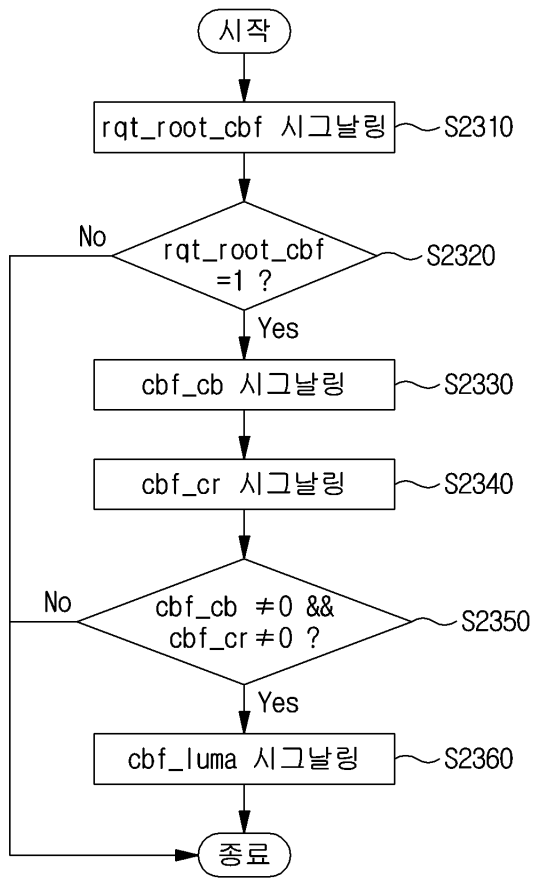 시작
rqt_root_cbf 시그날링
S2310
No
rqt_root_cbf
=1 ?
S2320
Yes
cbf_cb 시그날링
S2330
cbf_cr 시그날링
S2340
No
cbf_cb ≠0 &&
cbf_cr≠0 ?
S2350
Yes
cbf_luma 시그날링
S2360
종료